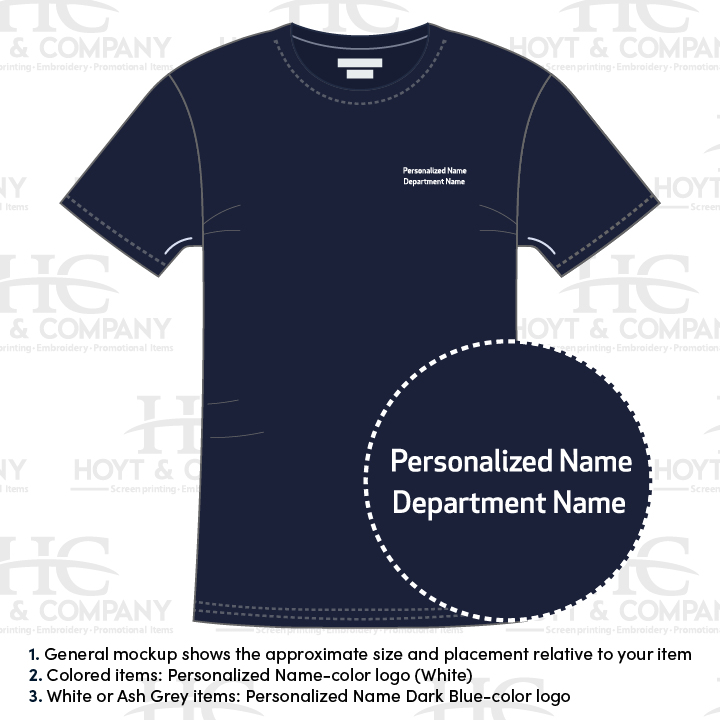 HC
HOYT & COMPANY
Screenprinting · Embroidery · Promotional Items
Personalized Name
Department Name
Personalized Name
Department Name
1. General mockup shows the approximate size and placement relative to your item
2. Colored items: Personalized Name-color logo (White)
3. White or Ash Grey items: Personalized Name Dark Blue-color logo